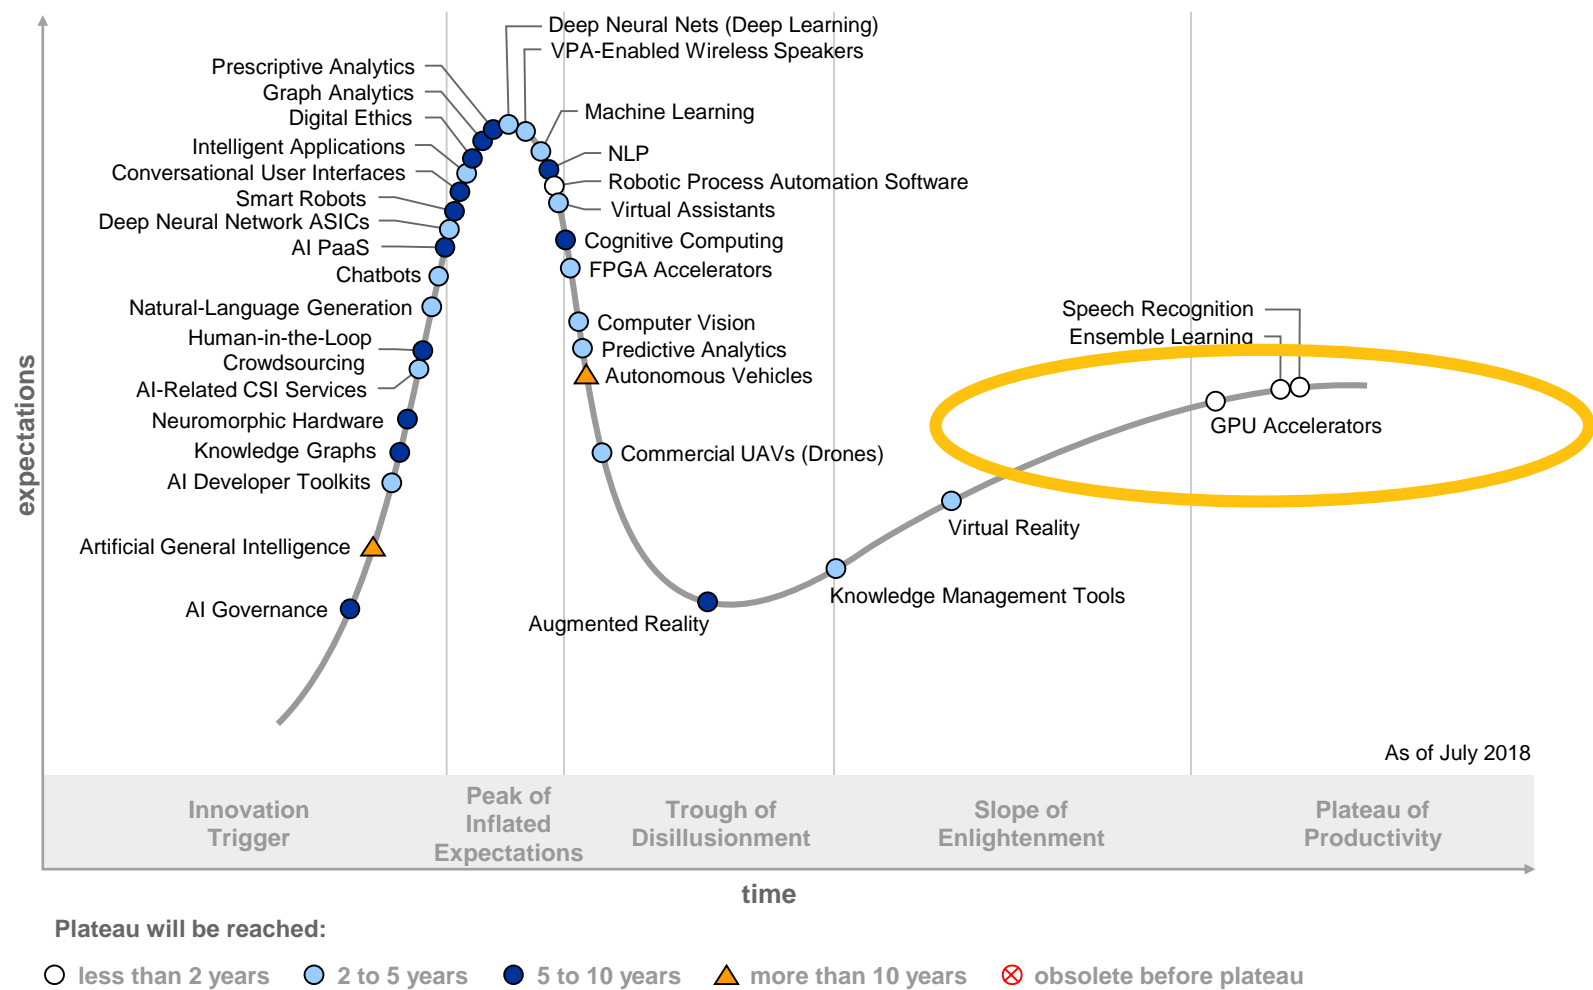 Deep Neural Nets (Deep Learning)
VPA-Enabled Wireless Speakers
Prescriptive Analytics
Graph Analytics
Digital Ethics
Intelligent Applications
Conversational User Interfaces
Smart Robots
Deep Neural Network ASICs
AI PaaS
Chatbots
Natural-Language Generation
Human-in-the-Loop
Crowdsourcing
AI-Related CSI Services
Neuromorphic Hardware
Knowledge Graphs
AI Developer Toolkits
Artificial General Intelligence
AI Governance
Machine Learning
NLP
Robotic Process Automation Software
Virtual Assistants
Cognitive Computing
FPGA Accelerators
Computer Vision
Predictive Analytics
Autonomous Vehicles
Commercial UAVs (Drones)
Augmented Reality
Knowledge Management Tools
Virtual Reality
Speech Recognition
Ensemble Learning
GPU Accelerators
expectations
As of July 2018
Innovation
Trigger
Peak of
Inflated
Expectations
Trough of
Disillusionment
Slope of
Enlightenment
Plateau of
Productivity
time
Plateau will be reached:
less than 2 years
2 to 5 years
5 to 10 years
more than 10 years
obsolete before plateau